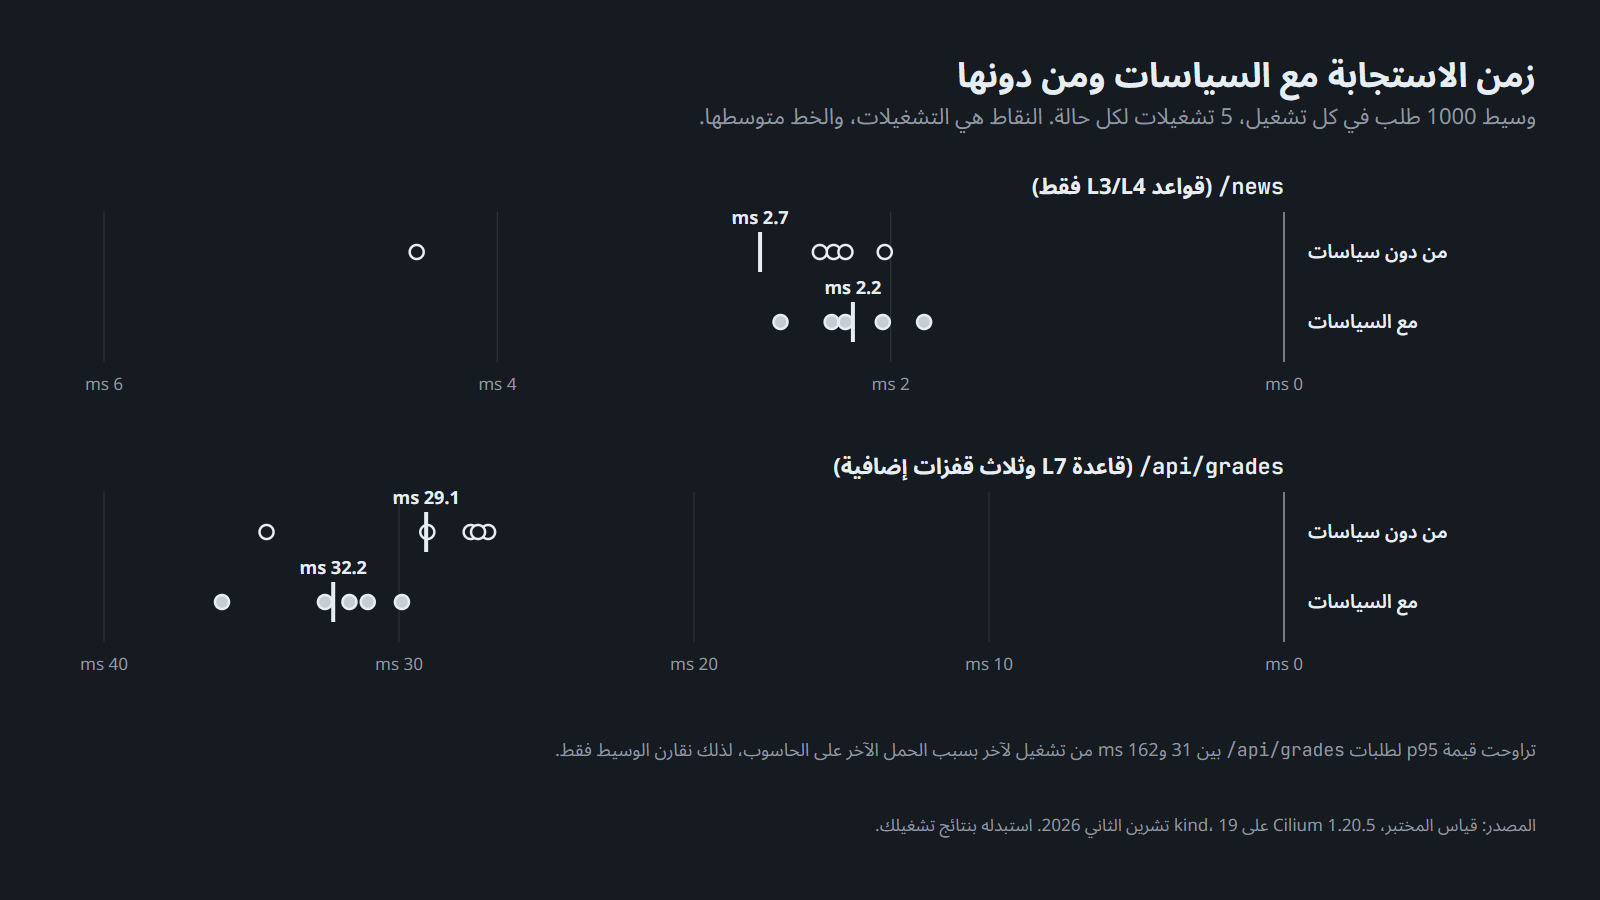 زمن الاستجابة مع السياسات ومن دونها
وسيط 1000 طلب في كل تشغيل، 5 تشغيلات لكل حالة. النقاط هي التشغيلات، والخط متوسطها.
/news (قواعد L3/L4 فقط)
من دون سياسات
2.7 ms
مع السياسات
2.2 ms
0 ms
2 ms
4 ms
6 ms
/api/grades (قاعدة L7 وثلاث قفزات إضافية)
من دون سياسات
29.1 ms
مع السياسات
32.2 ms
0 ms
10 ms
20 ms
30 ms
40 ms
تراوحت قيمة p95 لطلبات /api/grades بين 31 و162 ms من تشغيل لآخر بسبب الحمل الآخر على الحاسوب، لذلك نقارن الوسيط فقط.
المصدر: قياس المختبر، Cilium 1.20.5 على kind، 19 تشرين الثاني 2026. استبدله بنتائج تشغيلك.